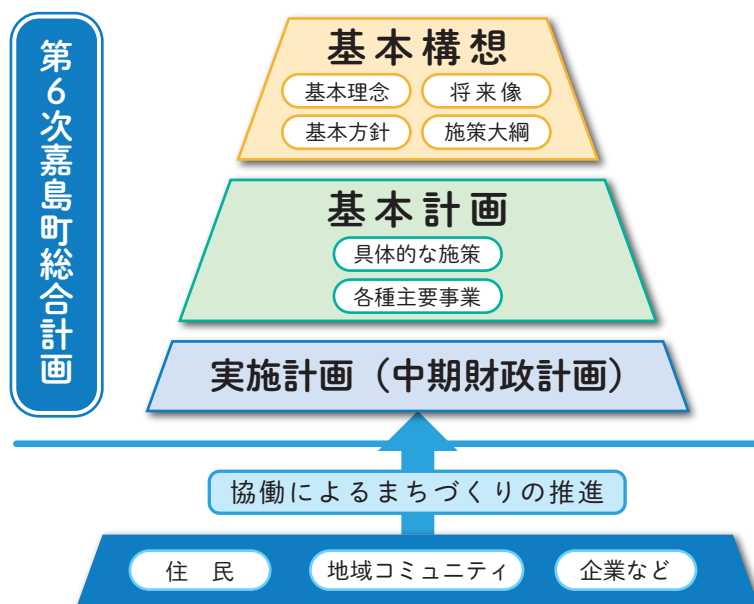 第6次嘉島町総合計画
基本構想
基本理念
将来像
基本方針
施策大綱
基本計画
具体的な施策
各種主要事業
実施計画（中期財政計画）
協働によるまちづくりの推進
住　民
地域コミュニティ
企業など